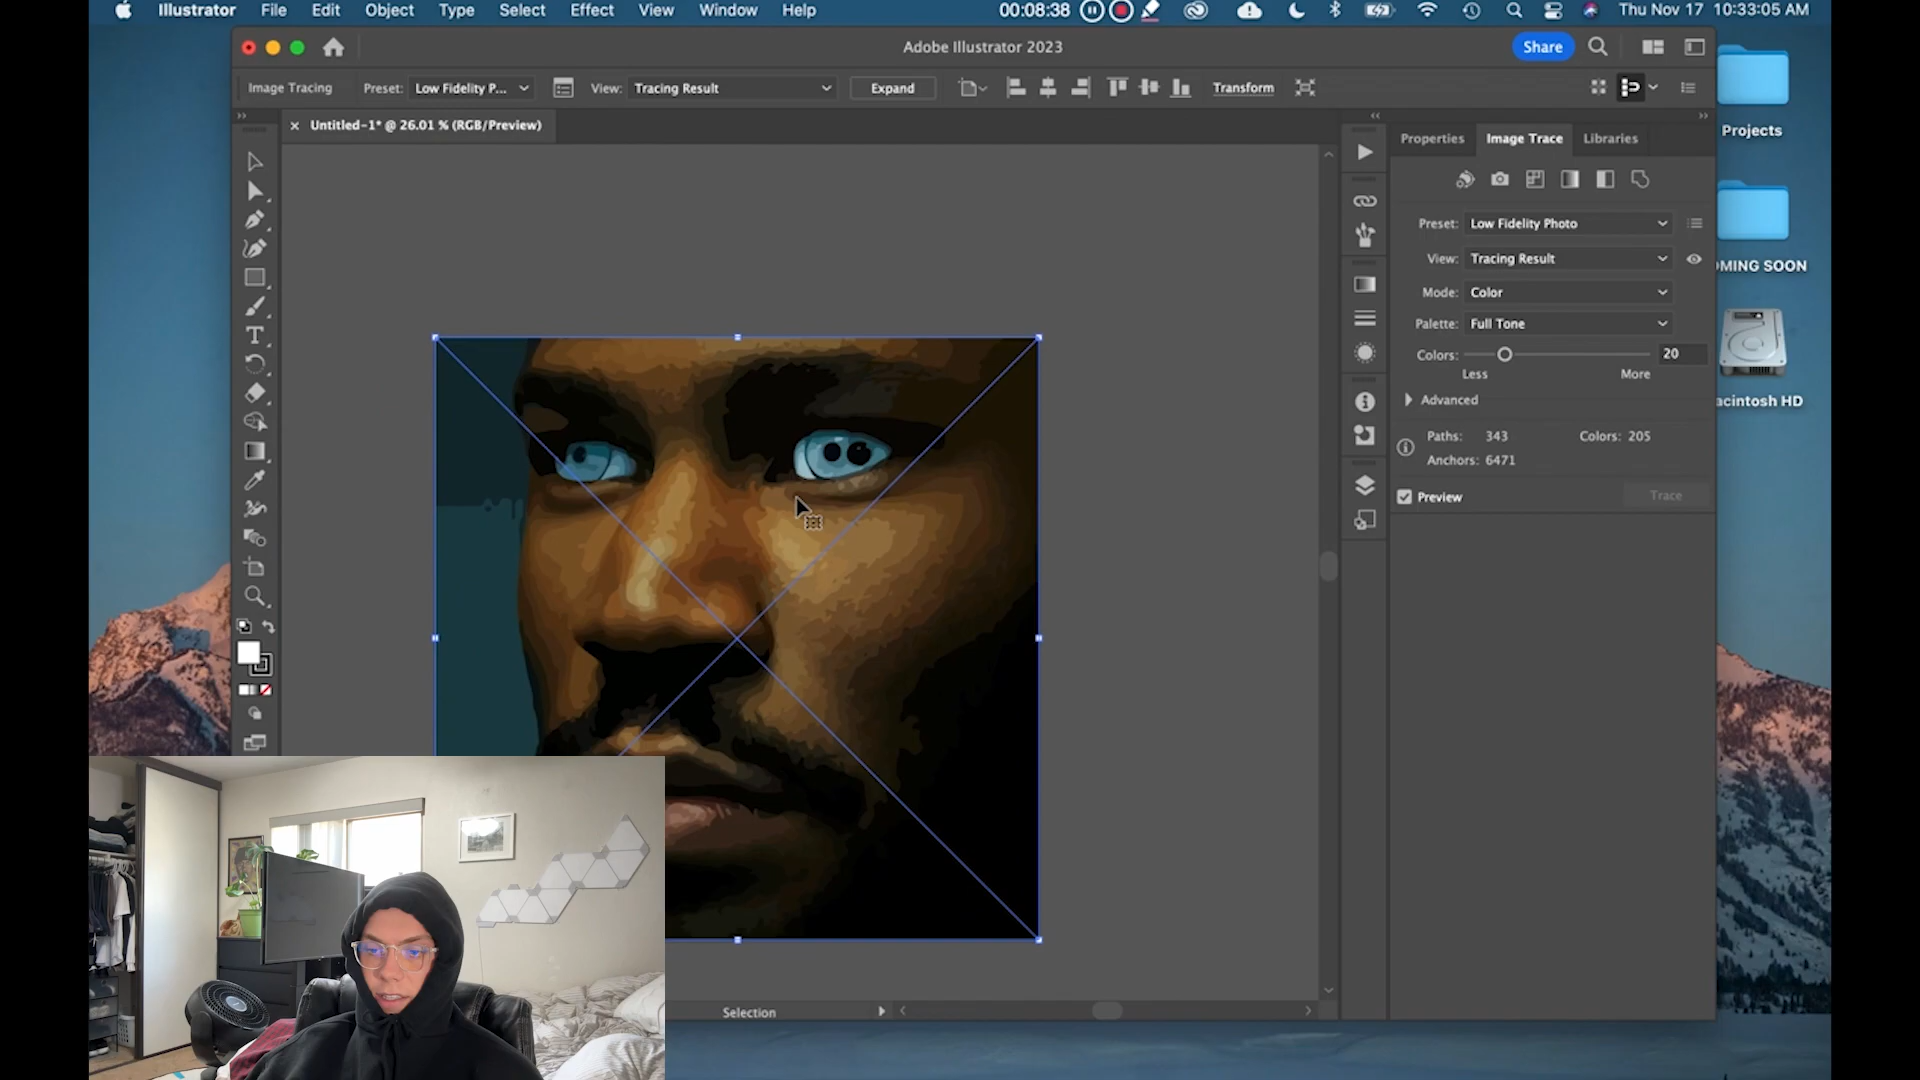 Illustrator File Edit Object Type Select Effect View Window Help 00:08:38 Thu Nov 17 10:33:05 AM
Adobe Illustrator 2023 Share
Image Tracing Preset: Low Fidelity P... View: Tracing Result Expand Transform
Untitled-1* @ 26.01 % (RGB/Preview)
Properties Image Trace Libraries
Preset: Low Fidelity Photo
View: Tracing Result
Mode: Color
Palette: Full Tone
Colors: 20
Less More
Advanced
Paths: 343 Colors: 205
Anchors: 6471
Preview Trace
Projects
OMING SOON
acintosh HD
Selection